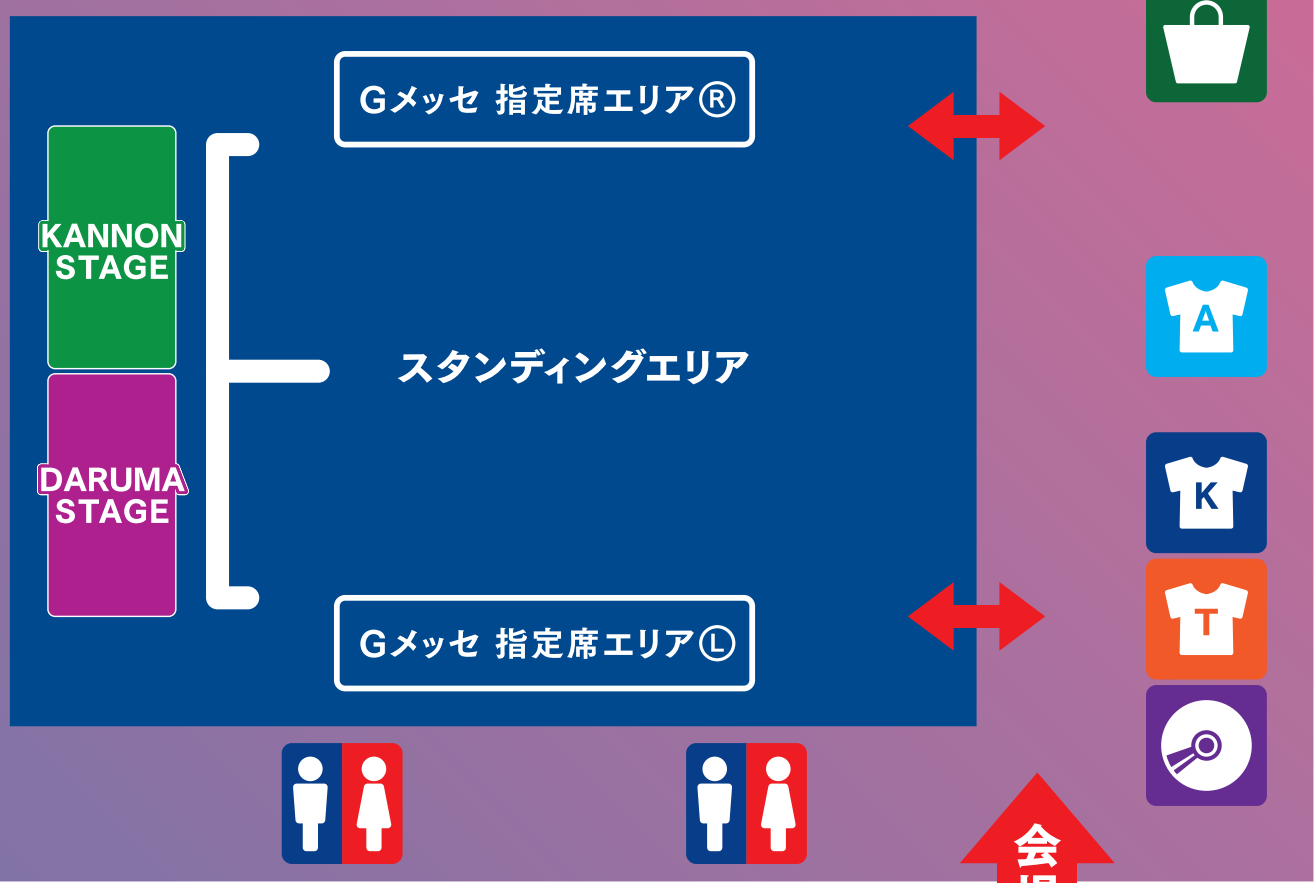 Gメッセ 指定席エリアⓇ
KANNON
STAGE
スタンディングエリア
DARUMA
STAGE
Gメッセ 指定席エリアⓁ
A
K
T
会